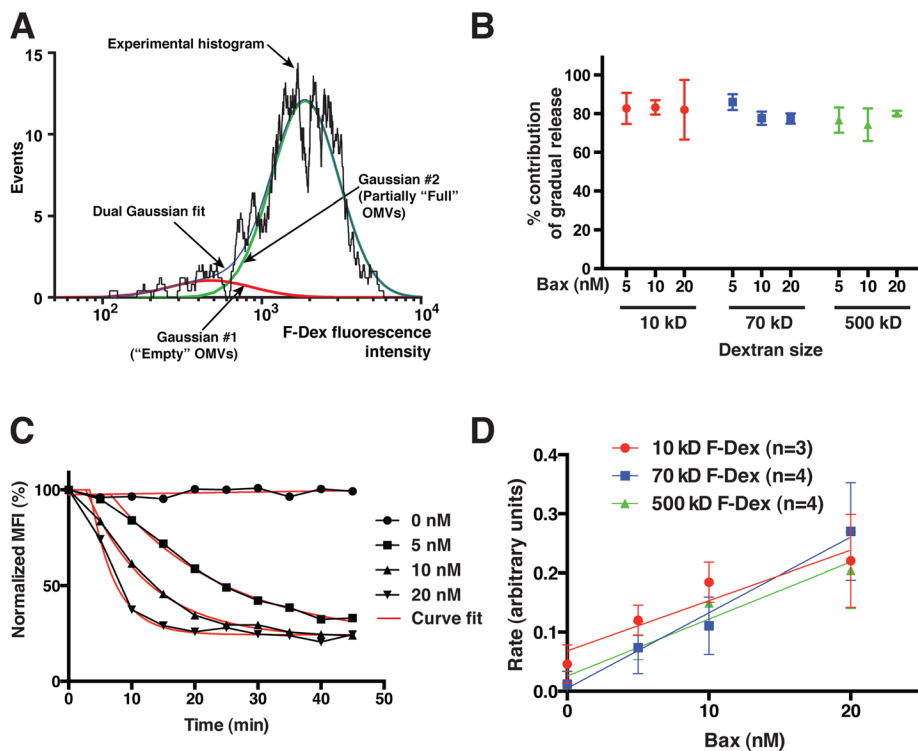 A
Experimental histogram
15
10
5
0
Events
Dual Gaussian fit
Gaussian #2
(Partially “Full”
OMVs)
10²
10³
10⁴
Gaussian #1
(“Empty” OMVs)
F-Dex fluorescence
intensity
B
100
80
60
40
20
0
% contribution
of gradual release
Bax (nM)
5 10 20 5 10 20 5 10 20
10 kD 70 kD 500 kD
Dextran size
C
100
50
0
Normalized MFI (%)
0 10 20 30 40 50
Time (min)
0 nM
5 nM
10 nM
20 nM
Curve fit
D
10 kD F-Dex (n=3)
70 kD F-Dex (n=4)
500 kD F-Dex (n=4)
0.4
0.3
0.2
0.1
0.0
Rate (arbitrary units)
0 10 20
Bax (nM)